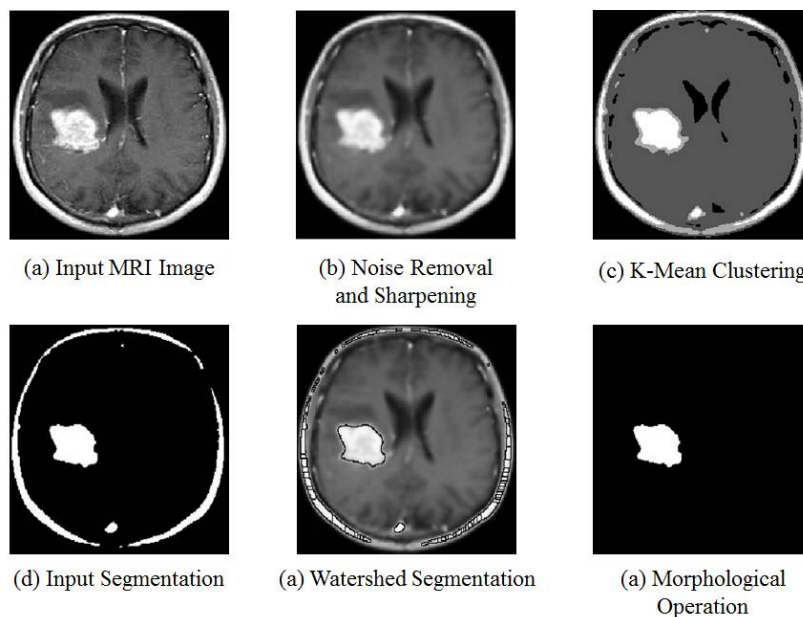 (a) Input MRI Image
(b) Noise Removal
and Sharpening
(c) K-Mean Clustering
(d) Input Segmentation
(a) Watershed Segmentation
(a) Morphological
Operation